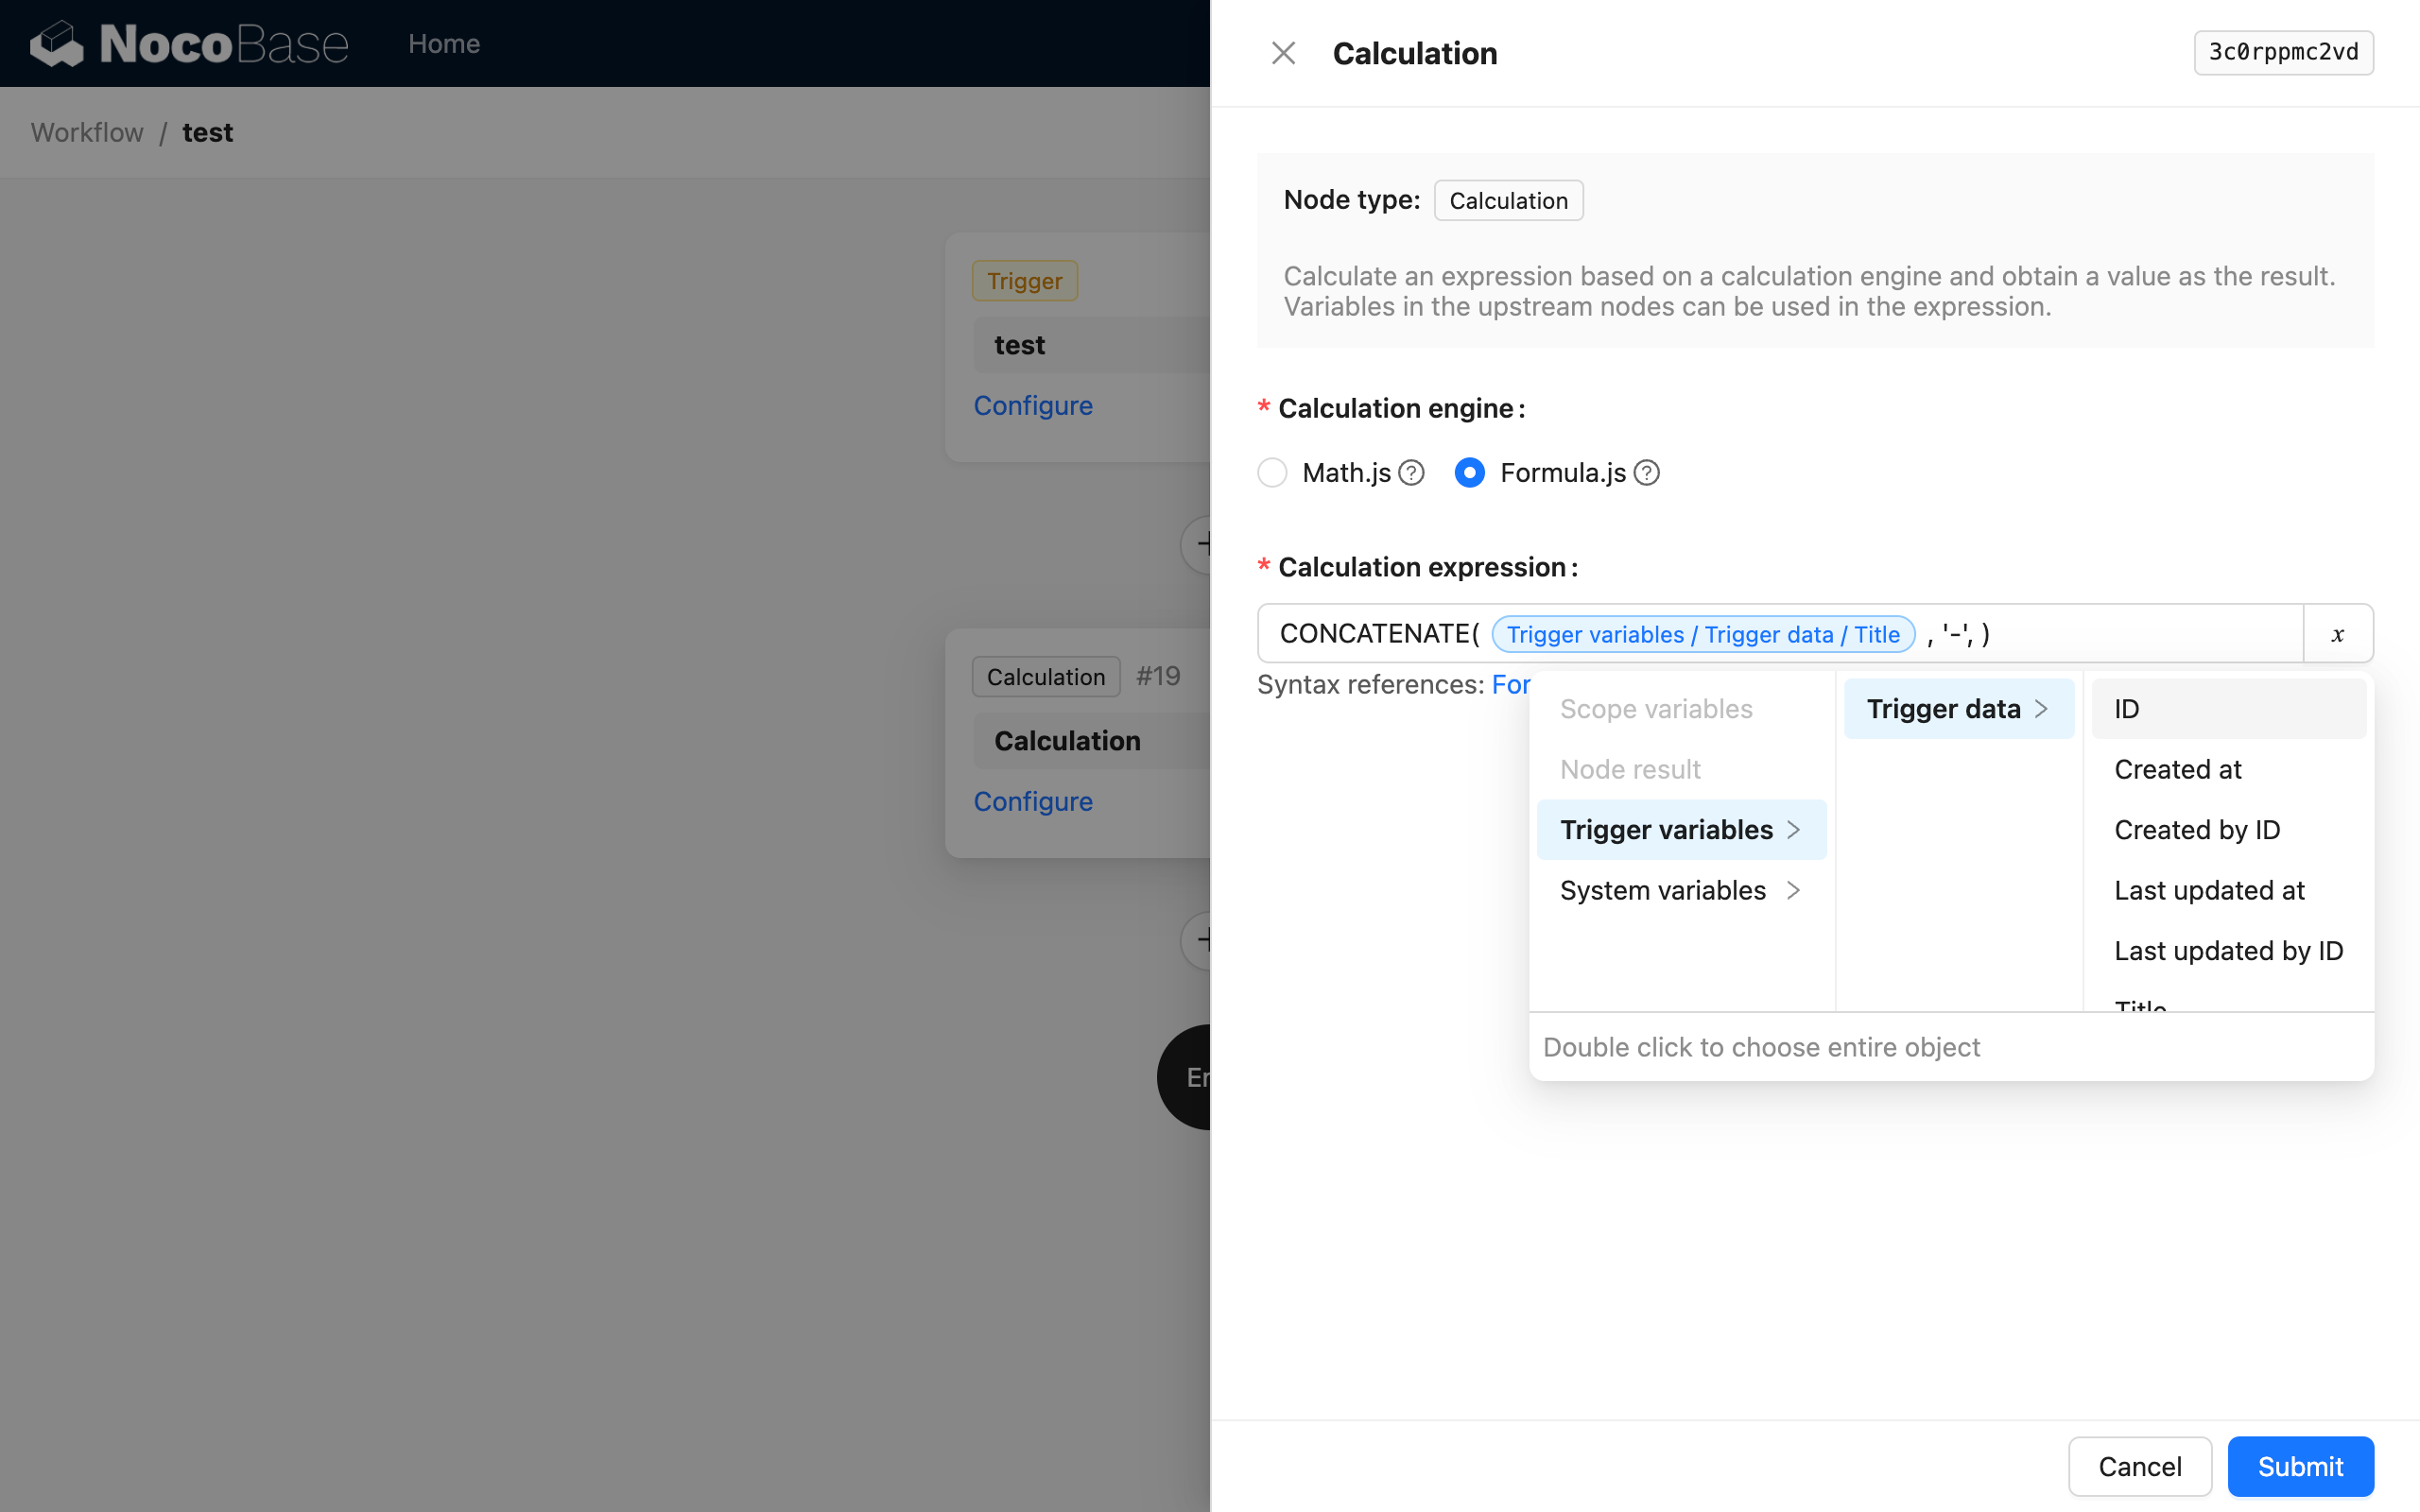 NocoBase Home
Workflow / test
Trigger
test
Configure
Calculation #19
Calculation
Configure
Calculation
3c0rppmc2vd
Node type: Calculation
Calculate an expression based on a calculation engine and obtain a value as the result.
Variables in the upstream nodes can be used in the expression.
* Calculation engine:
Math.js Formula.js
* Calculation expression:
CONCATENATE( Trigger variables / Trigger data / Title , '-', ) x
Syntax references: For
Scope variables
Node result
Trigger variables
System variables
Trigger data
ID
Created at
Created by ID
Last updated at
Last updated by ID
Title
Double click to choose entire object
Cancel Submit